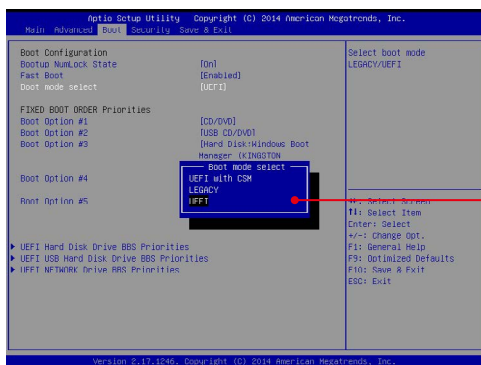 Aptio Setup Utility Copyright (C) 2014 American Megatrends, Inc.
Main Advanced Boot Security Save & Exit
Boot Configuration
Bootup NumLock State [On]
Fast Boot [Enabled]
Boot mode select [UEFI]
FIXED BOOT ORDER Priorities
Boot Option #1 [CD/DVD]
Boot Option #2 [USB CD/DVD]
Boot Option #3 [Hard Disk:Windows Boot
Manager (KINGSTON
Boot Option #4
Boot Option #5
▶ UEFI Hard Disk Drive BBS Priorities
▶ UEFI USB Hard Disk Drive BBS Priorities
▶ UEFI NETWORK Drive BBS Priorities
Boot mode select
UEFI with CSM
LEGACY
UEFI
Select boot mode
LEGACY/UEFI
: Select Screen
↑↓: Select Item
Enter: Select
+/-: Change Opt.
F1: General Help
F9: Optimized Defaults
F10: Save & Exit
ESC: Exit
Version 2.17.1246. Copyright (C) 2014 American Megatrends, Inc.